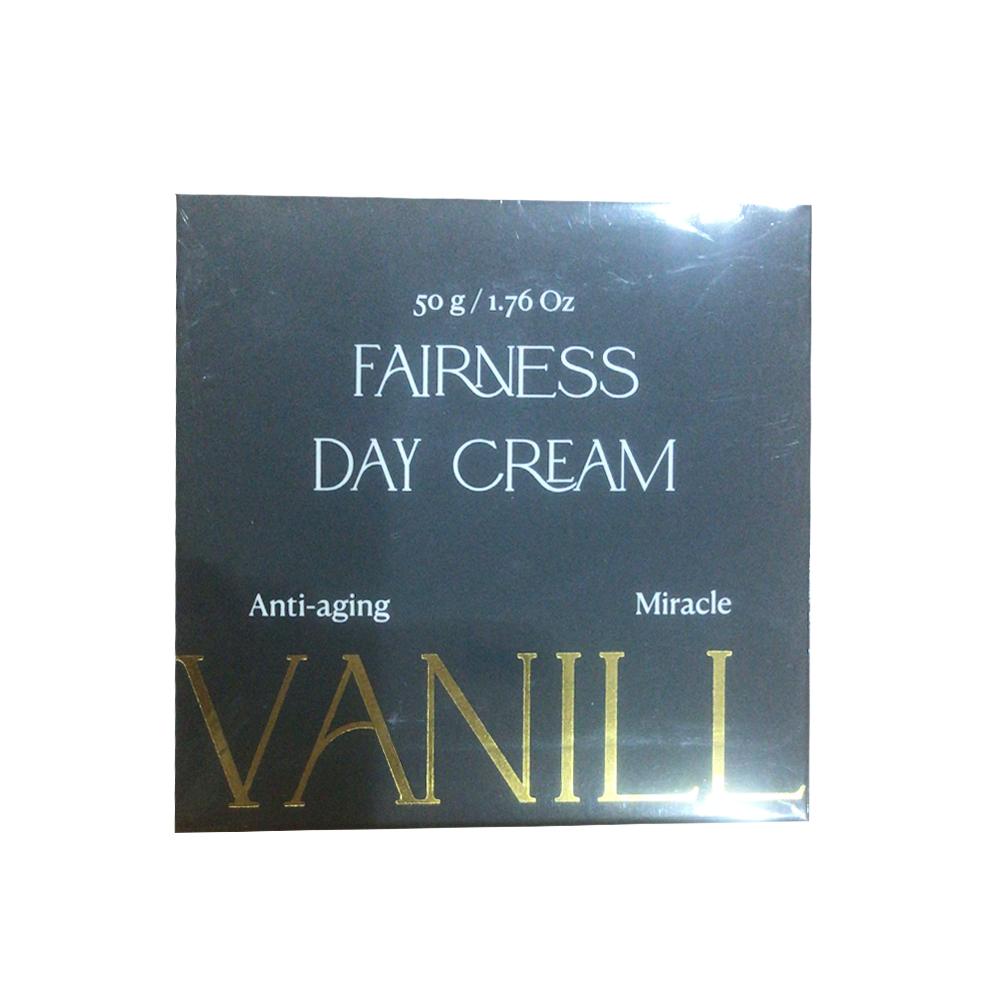 50 g / 1.76 Oz
FAIRNESS
DAY CREAM
Anti-aging Miracle
VANILL